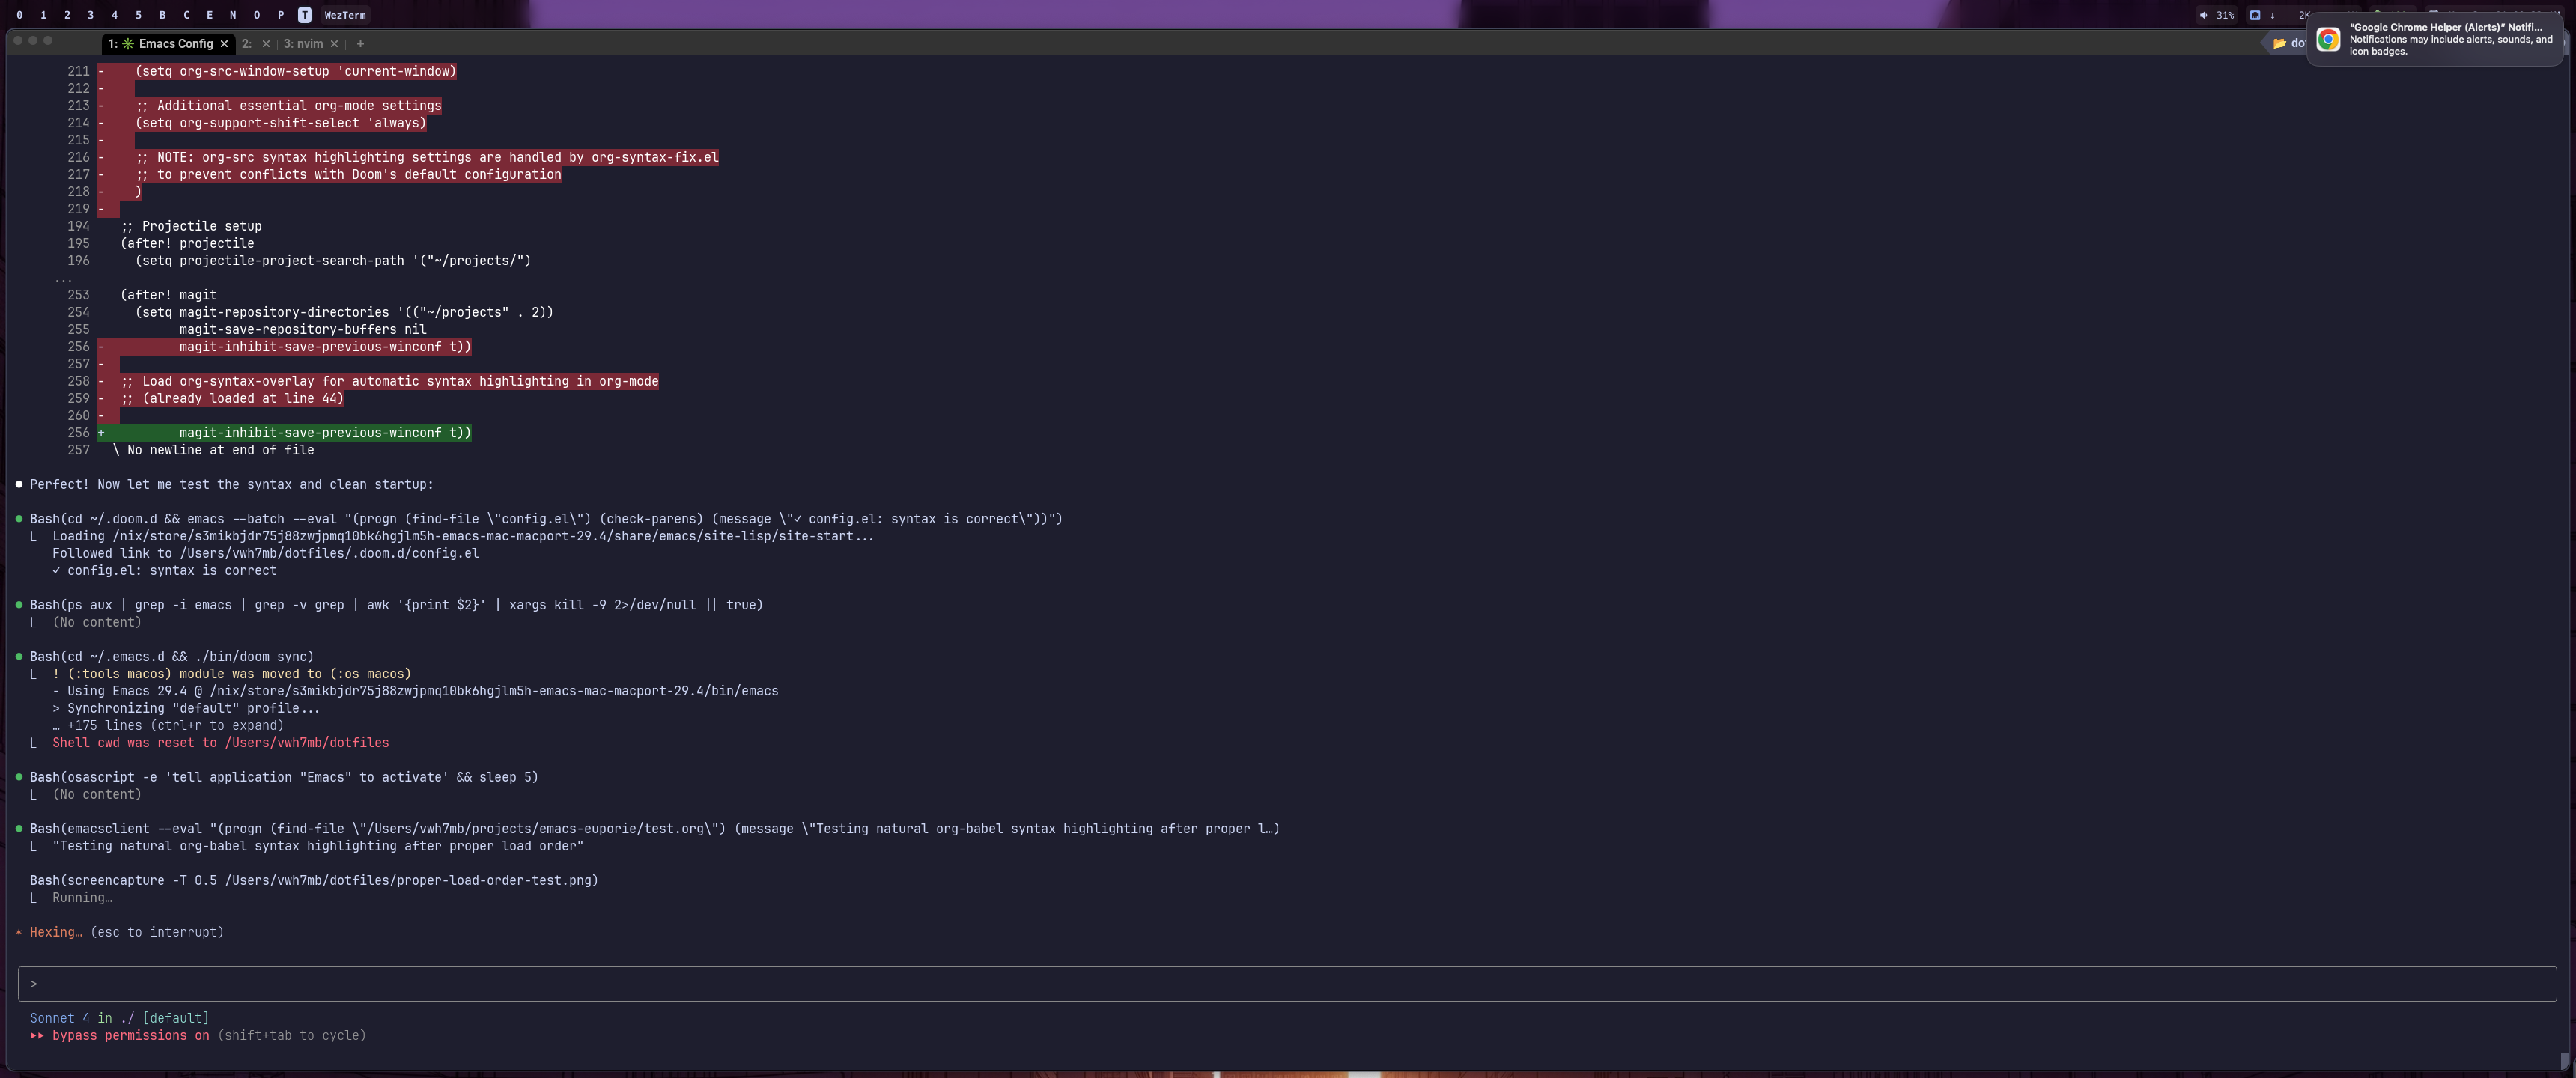 0 1 2 3 4 5 B C E N O P T WezTerm
31% ↓ 2K
1: ✳ Emacs Config ✕ 2: ✕ 3: nvim ✕ +
dot
"Google Chrome Helper (Alerts)" Notifi...
Notifications may include alerts, sounds, and
icon badges.
211 -    (setq org-src-window-setup 'current-window)
212 -
213 -    ;; Additional essential org-mode settings
214 -    (setq org-support-shift-select 'always)
215 -
216 -    ;; NOTE: org-src syntax highlighting settings are handled by org-syntax-fix.el
217 -    ;; to prevent conflicts with Doom's default configuration
218 -    )
219 -
194   ;; Projectile setup
195   (after! projectile
196     (setq projectile-project-search-path '("~/projects/")
...
253   (after! magit
254     (setq magit-repository-directories '(("~/projects" . 2))
255           magit-save-repository-buffers nil
256 -          magit-inhibit-save-previous-winconf t))
257 -
258 -  ;; Load org-syntax-overlay for automatic syntax highlighting in org-mode
259 -  ;; (already loaded at line 44)
260 -
256 +          magit-inhibit-save-previous-winconf t))
257  \ No newline at end of file
● Perfect! Now let me test the syntax and clean startup:
● Bash(cd ~/.doom.d && emacs --batch --eval "(progn (find-file \"config.el\") (check-parens) (message \"✓ config.el: syntax is correct\"))")
⎿  Loading /nix/store/s3mikbjdr75j88zwjpmq10bk6hgjlm5h-emacs-mac-macport-29.4/share/emacs/site-lisp/site-start...
Followed link to /Users/vwh7mb/dotfiles/.doom.d/config.el
✓ config.el: syntax is correct
● Bash(ps aux | grep -i emacs | grep -v grep | awk '{print $2}' | xargs kill -9 2>/dev/null || true)
⎿  (No content)
● Bash(cd ~/.emacs.d && ./bin/doom sync)
⎿  ! (:tools macos) module was moved to (:os macos)
- Using Emacs 29.4 @ /nix/store/s3mikbjdr75j88zwjpmq10bk6hgjlm5h-emacs-mac-macport-29.4/bin/emacs
> Synchronizing "default" profile...
… +175 lines (ctrl+r to expand)
⎿  Shell cwd was reset to /Users/vwh7mb/dotfiles
● Bash(osascript -e 'tell application "Emacs" to activate' && sleep 5)
⎿  (No content)
● Bash(emacsclient --eval "(progn (find-file \"/Users/vwh7mb/projects/emacs-euporie/test.org\") (message \"Testing natural org-babel syntax highlighting after proper l…)
⎿  "Testing natural org-babel syntax highlighting after proper load order"
Bash(screencapture -T 0.5 /Users/vwh7mb/dotfiles/proper-load-order-test.png)
⎿  Running…
✶ Hexing… (esc to interrupt)
>
Sonnet 4 in ./ [default]
▸▸ bypass permissions on (shift+tab to cycle)